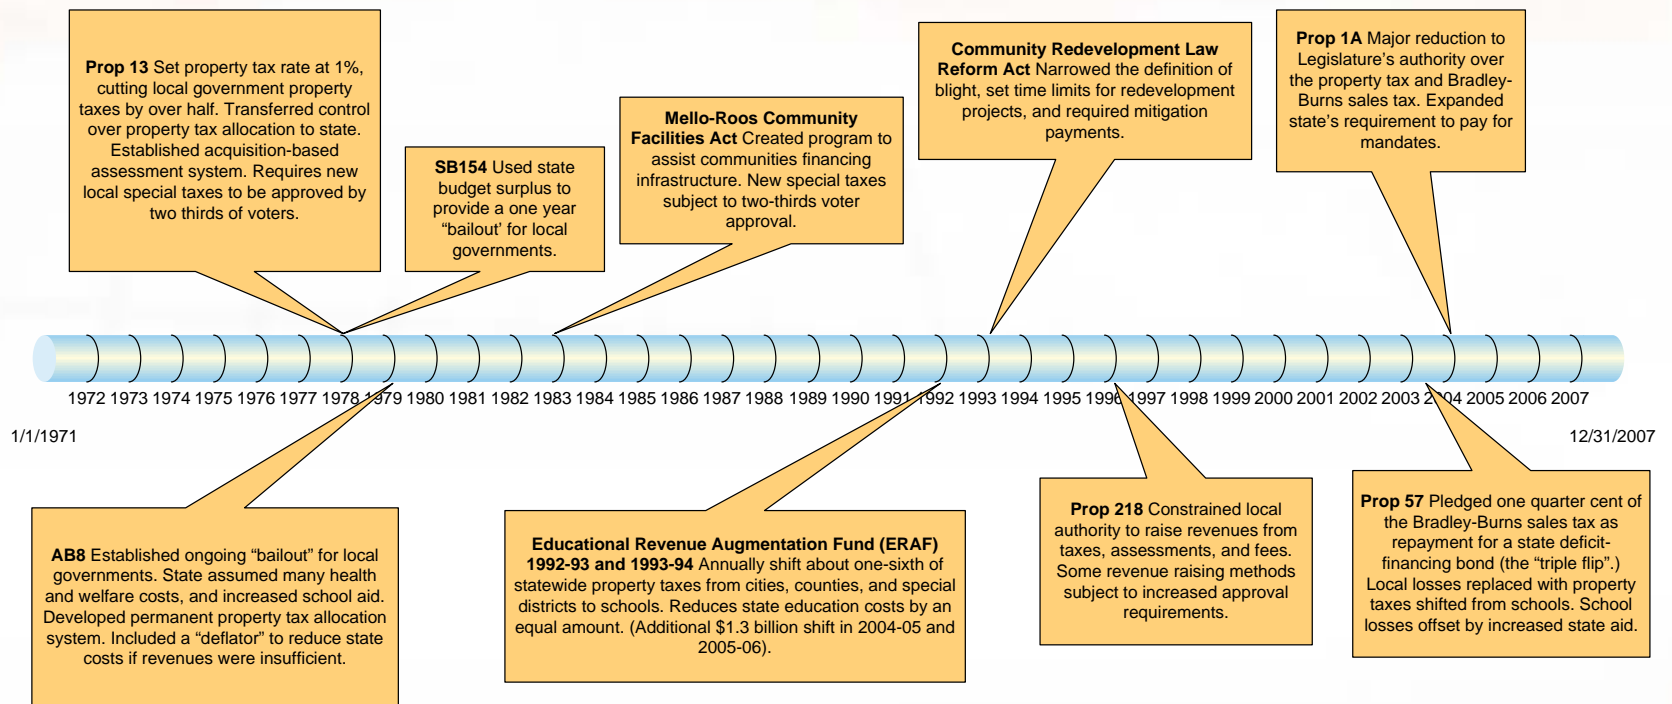 Prop 13 Set property tax rate at 1%,
cutting local government property
taxes by over half. Transferred control
over property tax allocation to state.
Established acquisition-based
assessment system. Requires new
local special taxes to be approved by
two thirds of voters.
SB154 Used state
budget surplus to
provide a one year
“bailout’ for local
governments.
Mello-Roos Community
Facilities Act Created program to
assist communities financing
infrastructure. New special taxes
subject to two-thirds voter
approval.
Community Redevelopment Law
Reform Act Narrowed the definition of
blight, set time limits for redevelopment
projects, and required mitigation
payments.
Prop 1A Major reduction to
Legislature’s authority over
the property tax and Bradley-
Burns sales tax. Expanded
state’s requirement to pay for
mandates.
1972 1973 1974 1975 1976 1977 1978 1979 1980 1981 1982 1983 1984 1985 1986 1987 1988 1989 1990 1991 1992 1993 1994 1995 1996 1997 1998 1999 2000 2001 2002 2003 2004 2005 2006 2007
1/1/1971
12/31/2007
AB8 Established ongoing “bailout” for local
governments. State assumed many health
and welfare costs, and increased school aid.
Developed permanent property tax allocation
system. Included a “deflator” to reduce state
costs if revenues were insufficient.
Educational Revenue Augmentation Fund (ERAF)
1992-93 and 1993-94 Annually shift about one-sixth of
statewide property taxes from cities, counties, and special
districts to schools. Reduces state education costs by an
equal amount. (Additional $1.3 billion shift in 2004-05 and
2005-06).
Prop 218 Constrained local
authority to raise revenues from
taxes, assessments, and fees.
Some revenue raising methods
subject to increased approval
requirements.
Prop 57 Pledged one quarter cent of
the Bradley-Burns sales tax as
repayment for a state deficit-
financing bond (the “triple flip”.)
Local losses replaced with property
taxes shifted from schools. School
losses offset by increased state aid.